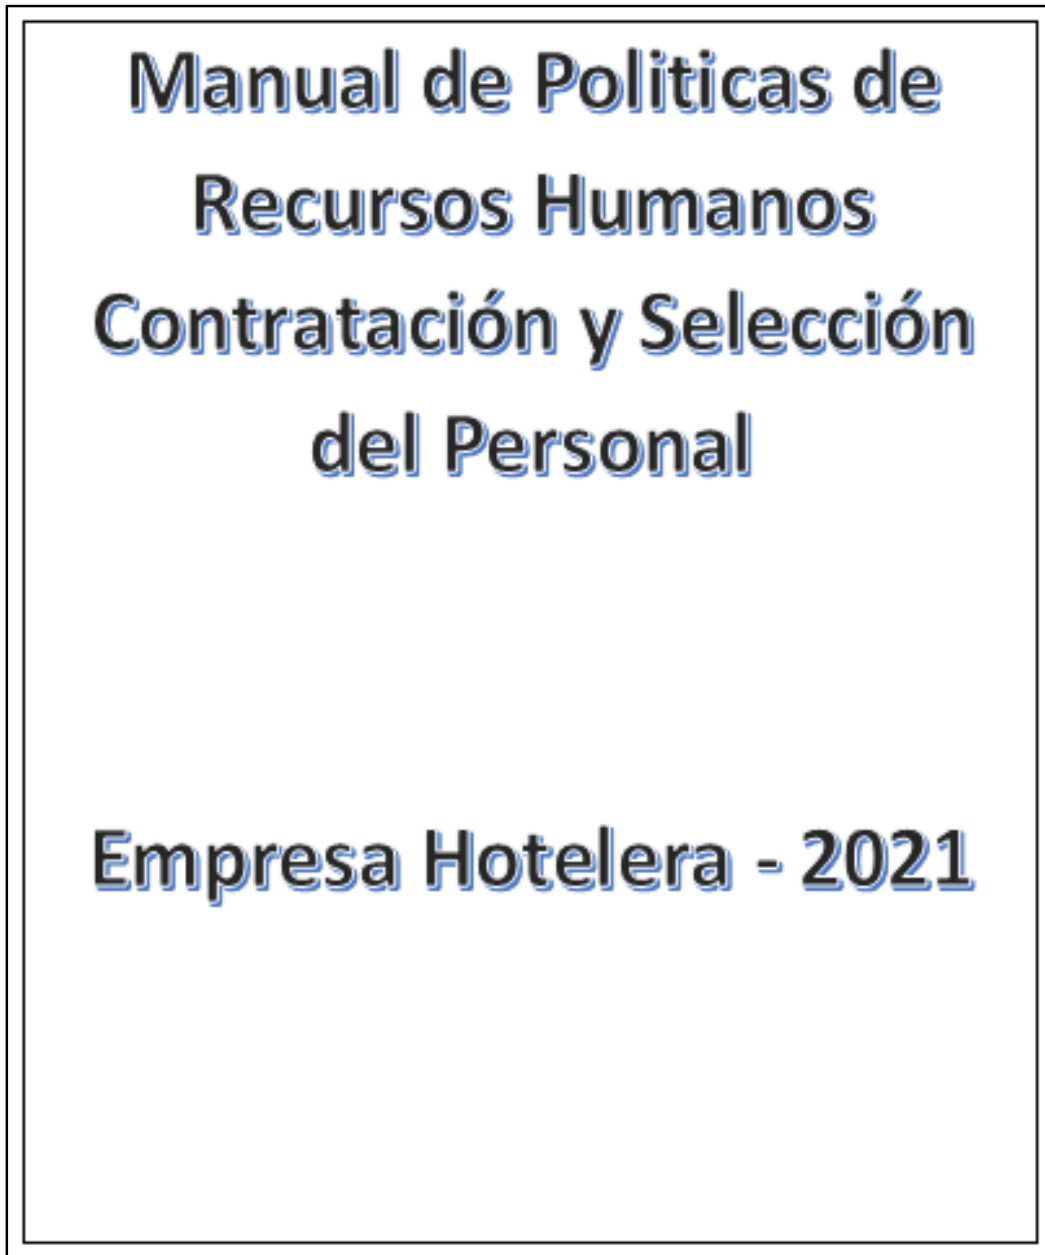 Manual de Politicas de
Recursos Humanos
Contratación y Selección
del Personal
Empresa Hotelera - 2021